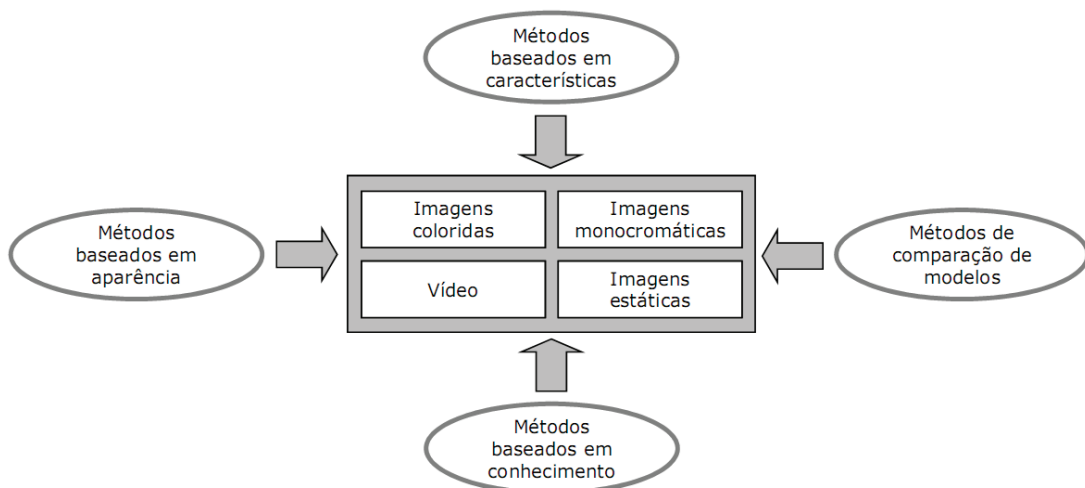 Métodos
baseados em
características
Métodos
baseados em
aparência
Imagens
coloridas
Imagens
monocromáticas
Vídeo
Imagens
estáticas
Métodos de
comparação de
modelos
Métodos
baseados em
conhecimento